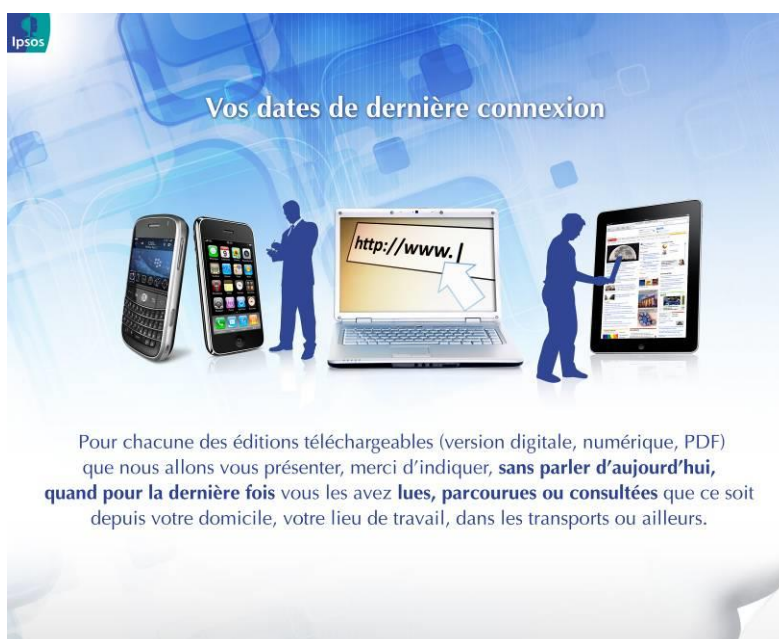 Ipsos
Vos dates de dernière connexion
http://www.
Pour chacune des éditions téléchargeables (version digitale, numérique, PDF)
que nous allons vous présenter, merci d'indiquer, sans parler d'aujourd'hui,
quand pour la dernière fois vous les avez lues, parcourues ou consultées que ce soit
depuis votre domicile, votre lieu de travail, dans les transports ou ailleurs.